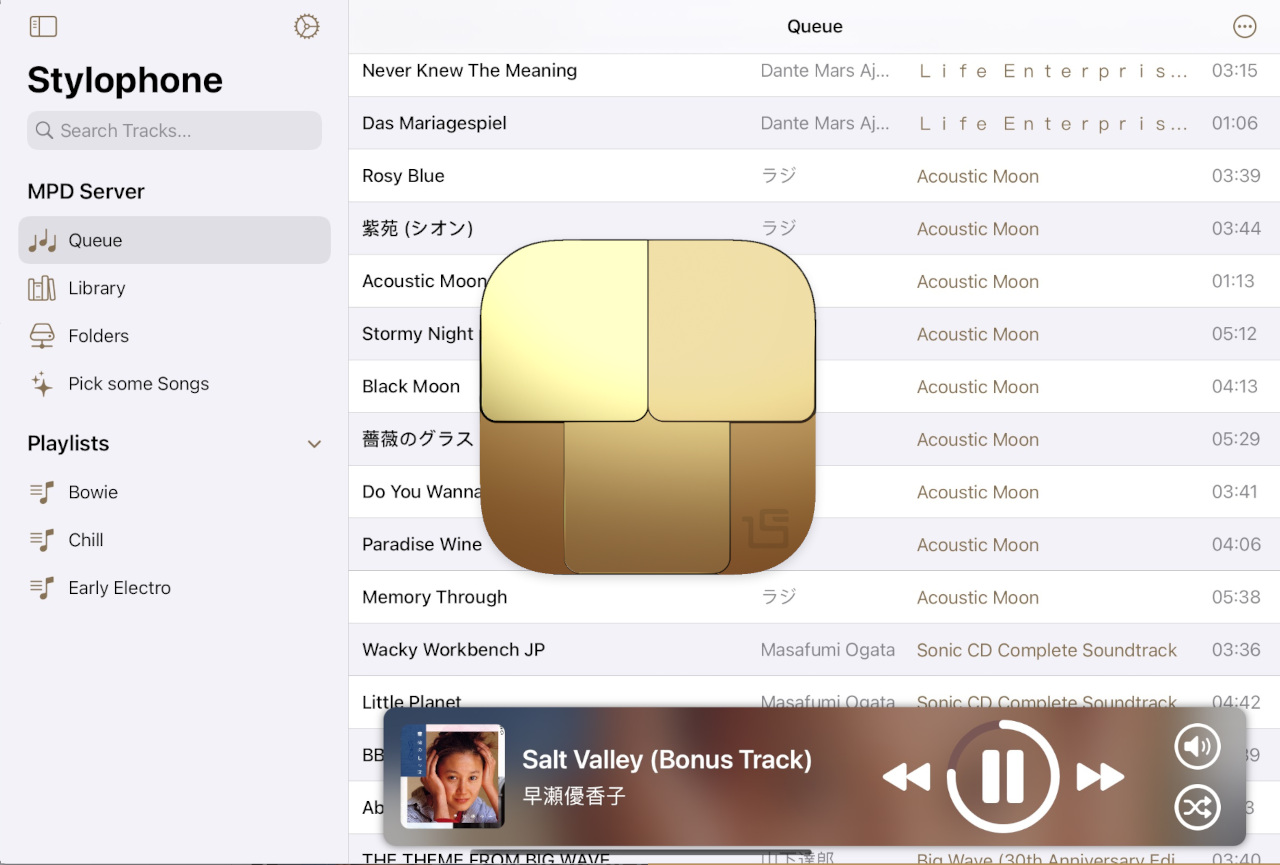 Stylophone
Search Tracks...
MPD Server
Queue
Library
Folders
Pick some Songs
Playlists
Bowie
Chill
Early Electro
Queue
Never Knew The Meaning Dante Mars Aj... Ｌｉｆｅ Ｅｎｔｅｒｐｒｉｓ... 03:15
Das Mariagespiel Dante Mars Aj... Ｌｉｆｅ Ｅｎｔｅｒｐｒｉｓ... 01:06
Rosy Blue ラジ Acoustic Moon 03:39
紫苑 (シオン) ラジ Acoustic Moon 03:44
Acoustic Moon Acoustic Moon 01:13
Stormy Night Acoustic Moon 05:12
Black Moon Acoustic Moon 04:13
薔薇のグラス Acoustic Moon 05:29
Do You Wanna Acoustic Moon 03:41
Paradise Wine Acoustic Moon 04:06
Memory Through ラジ Acoustic Moon 05:38
Wacky Workbench JP Masafumi Ogata Sonic CD Complete Soundtrack 03:36
Little Planet Masafumi Ogata Sonic CD Complete Soundtrack 04:42
BB
Ab
Salt Valley (Bonus Track)
早瀬優香子
THE THEME FROM BIG WAVE 山下達郎 Big Wave (30th Anniversary Edi 03:40